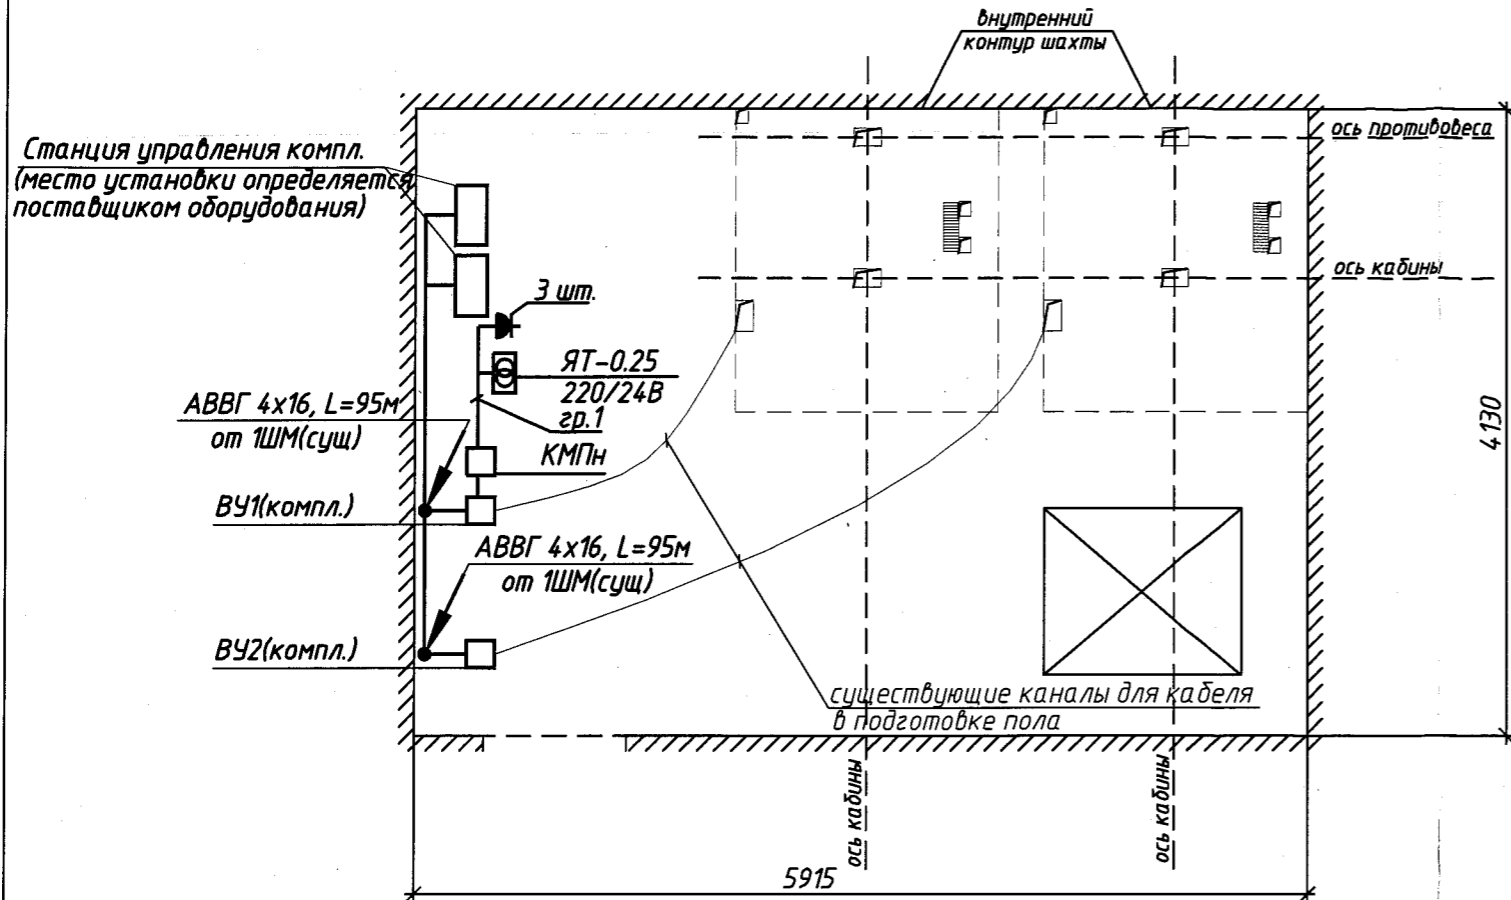 внутренний
контур шахты
ось противовеса
Станция управления компл.
(место установки определяется
поставщиком оборудования)
ось кабины
3 шт.
ЯТ-0.25
220/24В
гр.1
КМПн
АВВГ 4х16, L=95м
от 1ШМ(сущ)
ВУ1(компл.)
АВВГ 4х16, L=95м
от 1ШМ(сущ)
ВУ2(компл.)
4130
существующие каналы для кабеля
в подготовке пола
ось кабины
ось кабины
5915